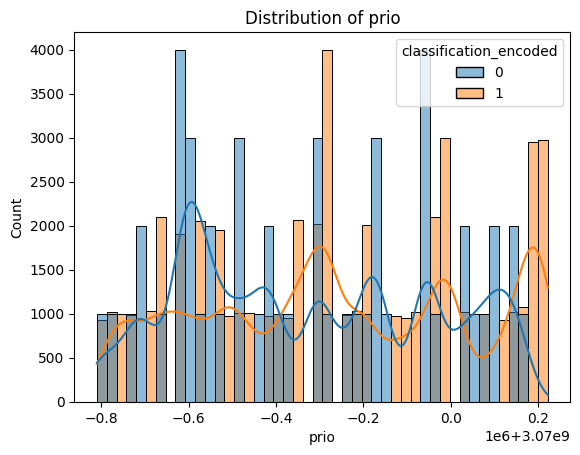 Distribution of prio
classification_encoded
0
1
4000
3500
3000
2500
2000
1500
1000
500
0
Count
−0.8 −0.6 −0.4 −0.2 0.0 0.2
prio
1e6+3.07e9